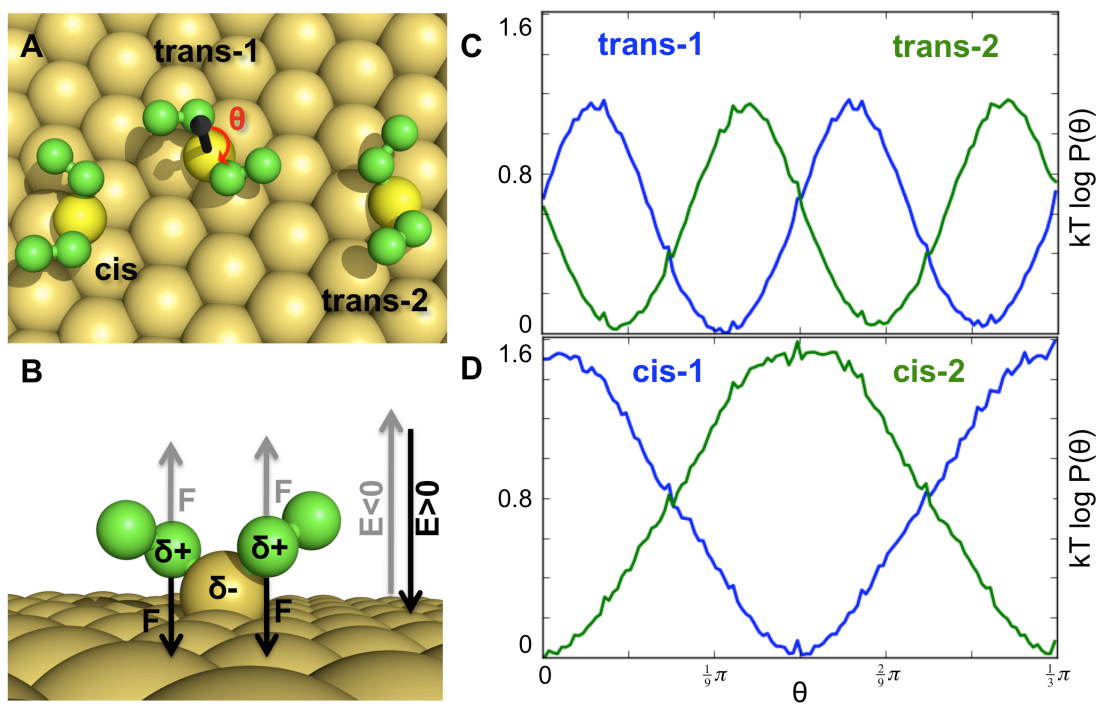 A
trans-1
θ
cis
trans-2
B
F
F
E<0
E>0
δ+
δ+
δ-
F
F
C
1.6
trans-1
trans-2
0.8
kT log P(θ)
0
D
1.6
cis-1
cis-2
0.8
kT log P(θ)
0
0
1/9 π
2/9 π
1/3 π
θ